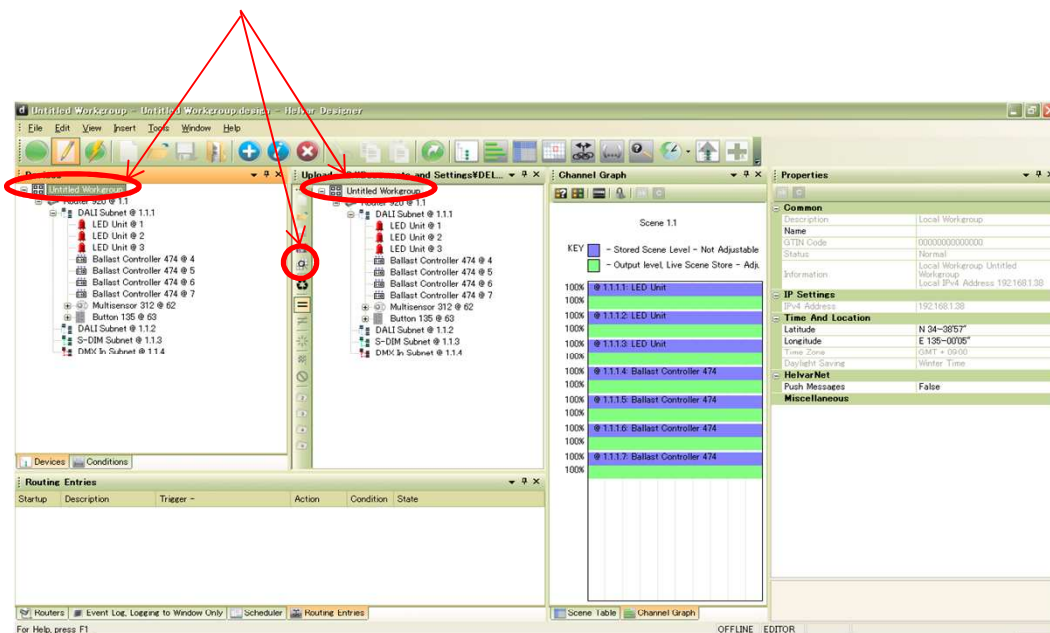 Untitled Workgroup - Untitled Workgroup design - Helvar Designer
File Edit View Insert Tools Window Help
Devices
Untitled Workgroup
Router 920 @ 1.1
DALI Subnet @ 1.1.1
LED Unit @ 1
LED Unit @ 2
LED Unit @ 3
Ballast Controller 474 @ 4
Ballast Controller 474 @ 5
Ballast Controller 474 @ 6
Ballast Controller 474 @ 7
Multisensor 312 @ 62
Button 135 @ 63
DALI Subnet @ 1.1.2
S-DIM Subnet @ 1.1.3
DMX In Subnet @ 1.1.4
Devices Conditions
Upload and Settings¥DEL...
Untitled Workgroup
Router 920 @ 1.1
DALI Subnet @ 1.1.1
LED Unit @ 1
LED Unit @ 2
LED Unit @ 3
Ballast Controller 474 @ 4
Ballast Controller 474 @ 5
Ballast Controller 474 @ 6
Ballast Controller 474 @ 7
Multisensor 312 @ 62
Button 135 @ 63
DALI Subnet @ 1.1.2
S-DIM Subnet @ 1.1.3
DMX In Subnet @ 1.1.4
Channel Graph
Scene 1.1
KEY - Stored Scene Level - Not Adjustable
- Output level, Live Scene Store - Adj.
100% @ 1.1.1.1: LED Unit
100%
100% @ 1.1.1.2: LED Unit
100%
100% @ 1.1.1.3: LED Unit
100%
100% @ 1.1.1.4: Ballast Controller 474
100%
100% @ 1.1.1.5: Ballast Controller 474
100%
100% @ 1.1.1.6: Ballast Controller 474
100%
100% @ 1.1.1.7: Ballast Controller 474
100%
Scene Table Channel Graph
Properties
Common
Description Local Workgroup
Name
GTIN Code 00000000000000
Status Normal
Information Local Workgroup Untitled
Workgroup
Local IPv4 Address 192.168.1.38
IP Settings
IPv4 Address 192.168.1.38
Time And Location
Latitude N 34-38'57"
Longitude E 135-00'05"
Time Zone GMT + 09:00
Daylight Saving Winter Time
HelvarNet
Push Messages False
Miscellaneous
Routing Entries
Startup Description Trigger - Action Condition State
Routers Event Log, Logging to Window Only Scheduler Routing Entries
For Help, press F1
OFFLINE EDITOR